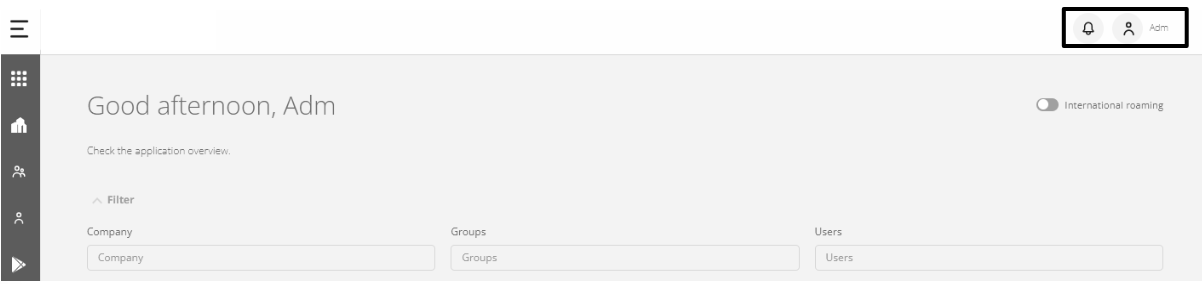 Adm
Good afternoon, Adm
International roaming
Check the application overview.
Filter
Company
Groups
Users
Company
Groups
Users